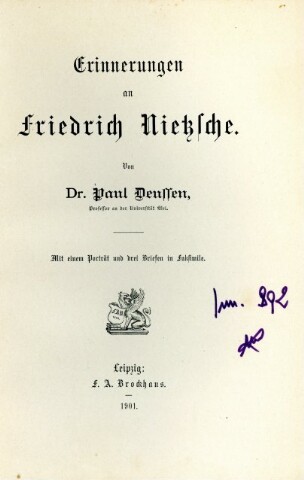 Erinnerungen
an
Friedrich Nietzsche.
Von
Dr. Paul Deussen,
Professor an der Universität Kiel.
Mit einem Porträt und drei Briefen in Faksimile.
Leipzig:
F. A. Brockhaus.
1901.
892